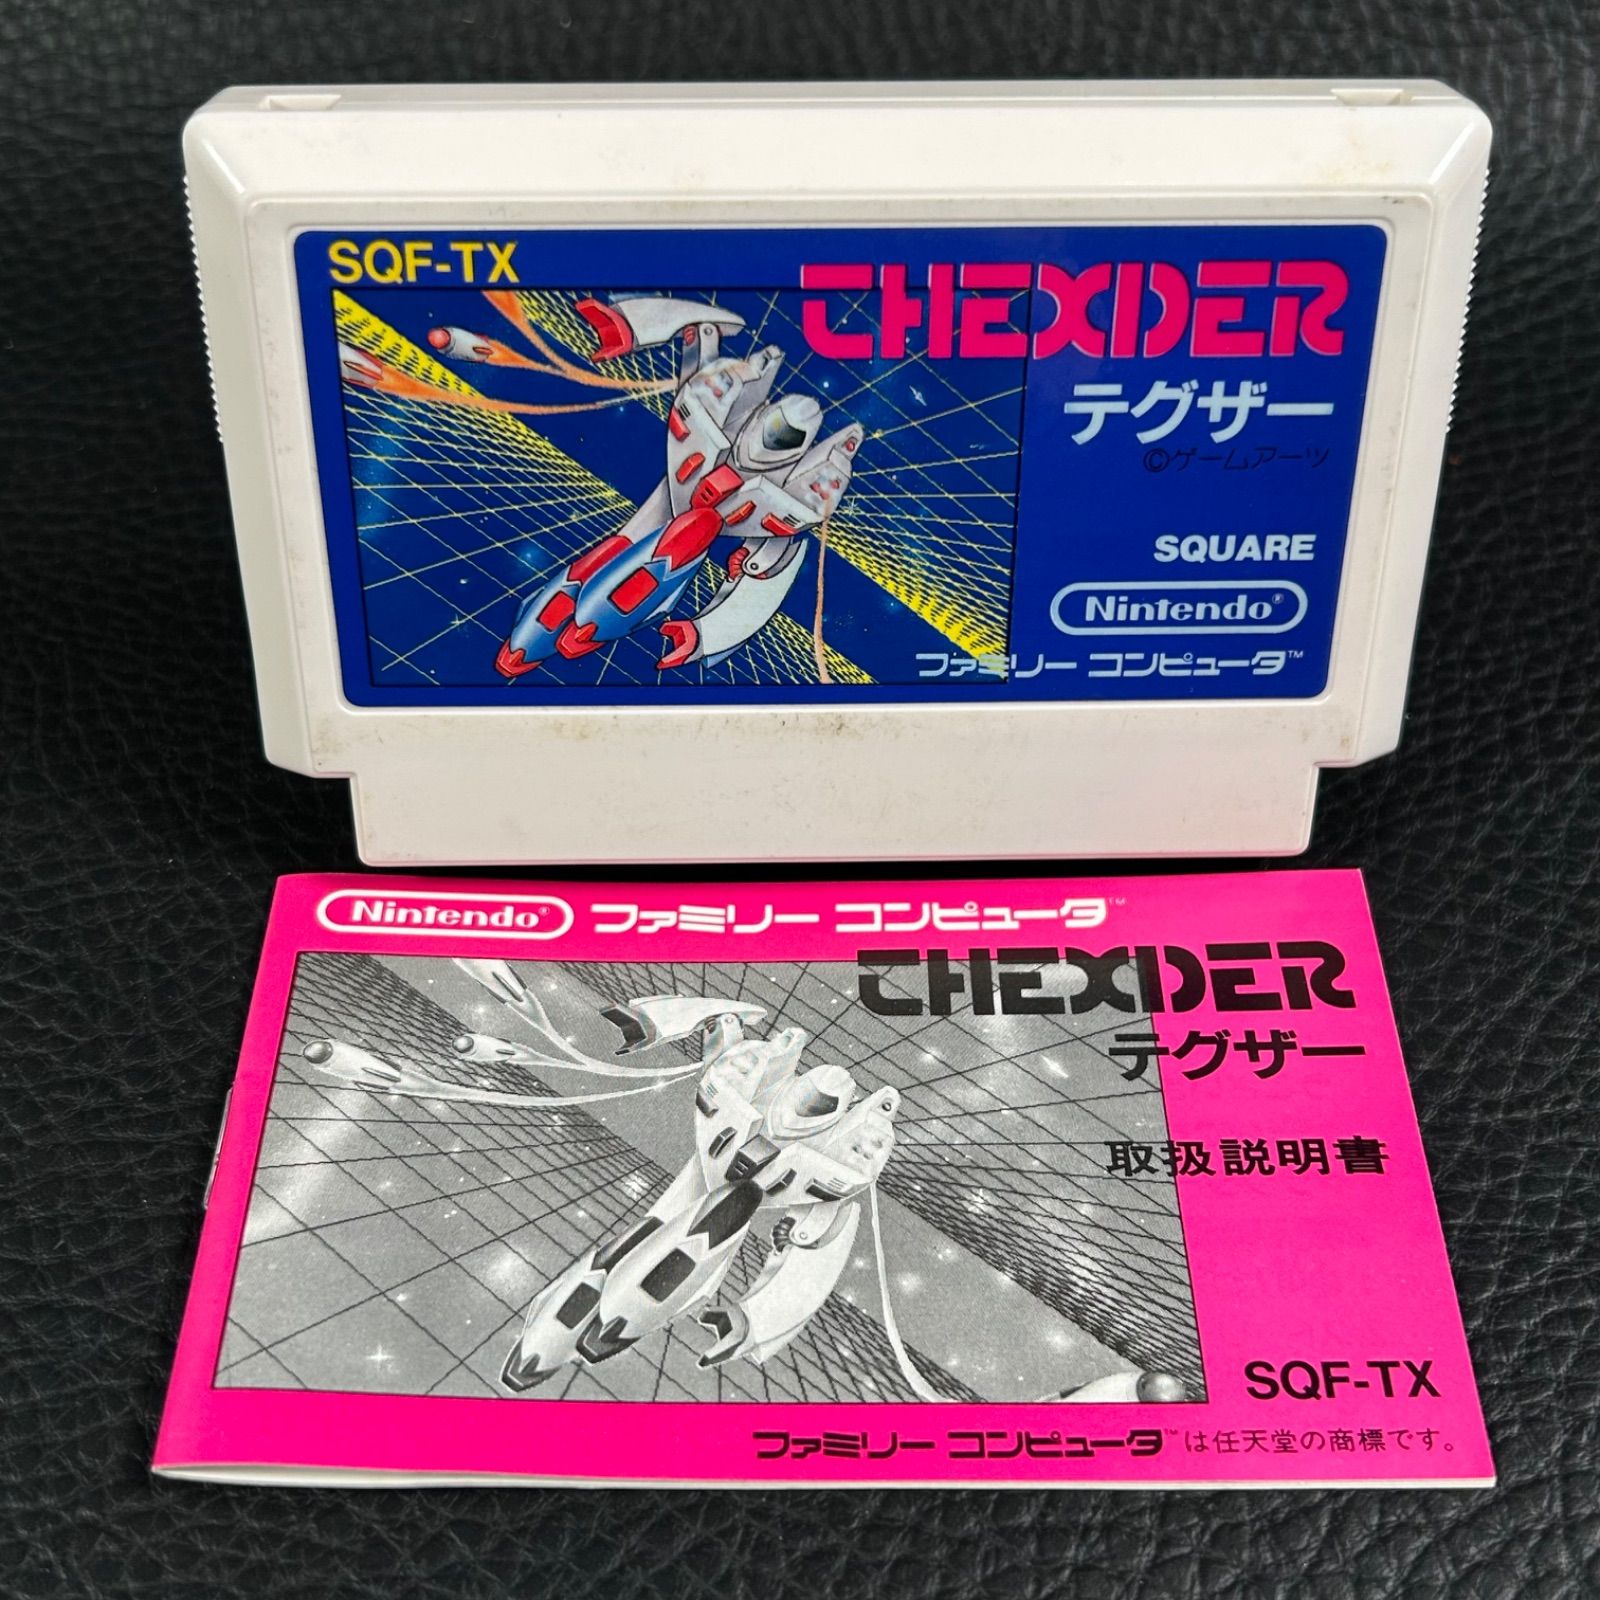 SQF-TX
THEXDER
テグザー
©ゲームアーツ
SQUARE
Nintendo®
ファミリー コンピュータ™
Nintendo® ファミリー コンピュータ™
THEXDER
テグザー
取扱説明書
SQF-TX
ファミリー コンピュータ™は任天堂の商標です。